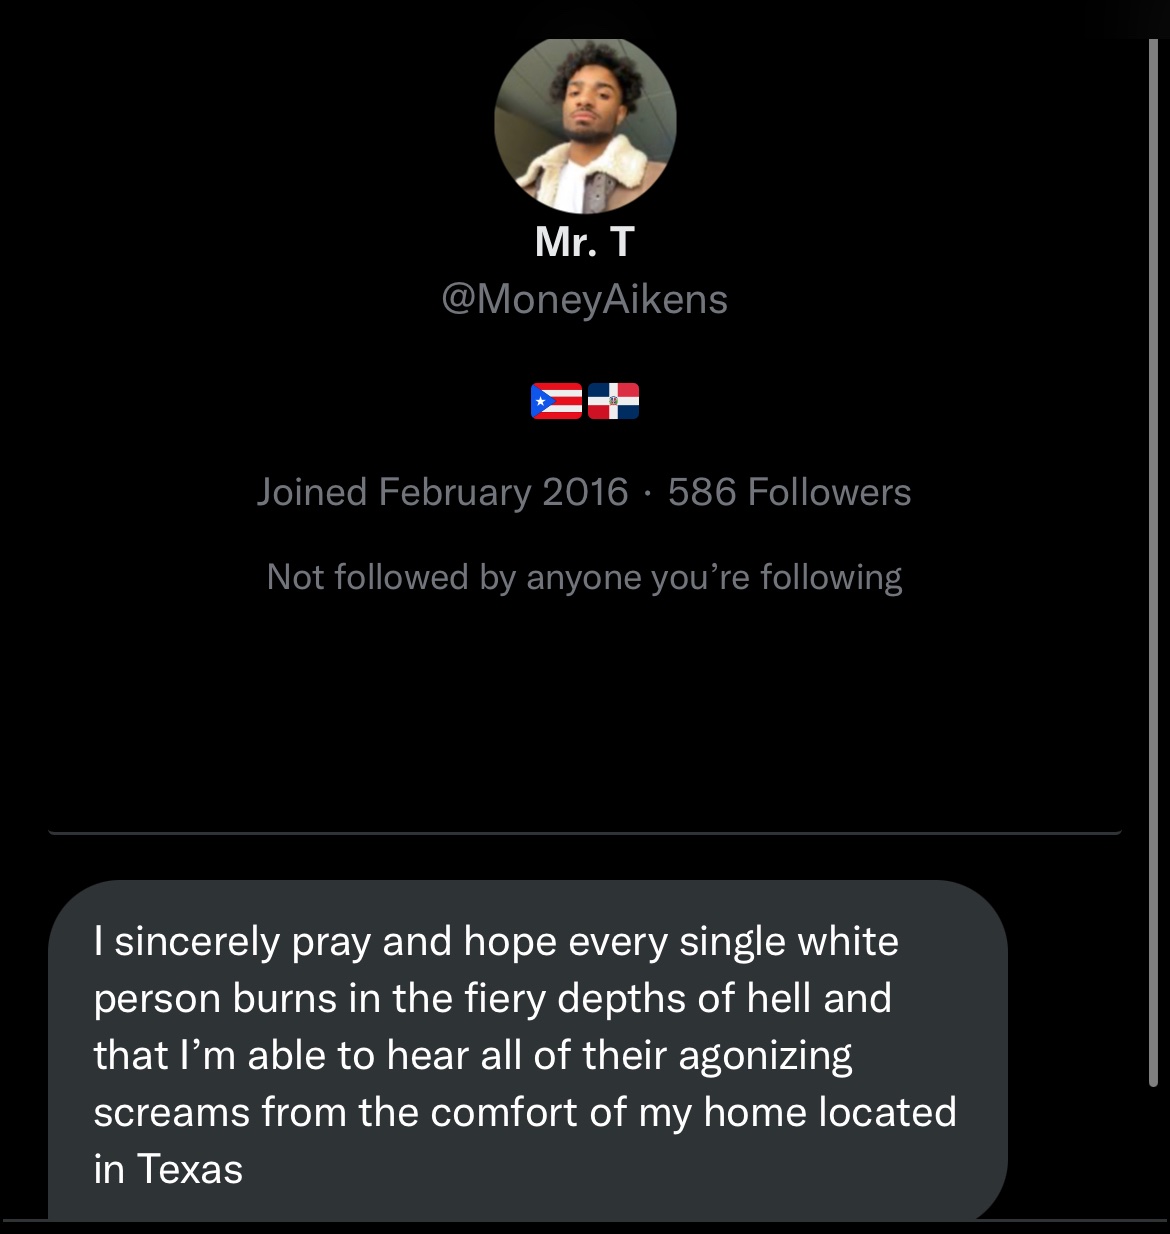 Mr. T
@MoneyAikens
🇵🇷🇩🇴
Joined February 2016 · 586 Followers
Not followed by anyone you’re following
I sincerely pray and hope every single white
person burns in the fiery depths of hell and
that I’m able to hear all of their agonizing
screams from the comfort of my home located
in Texas